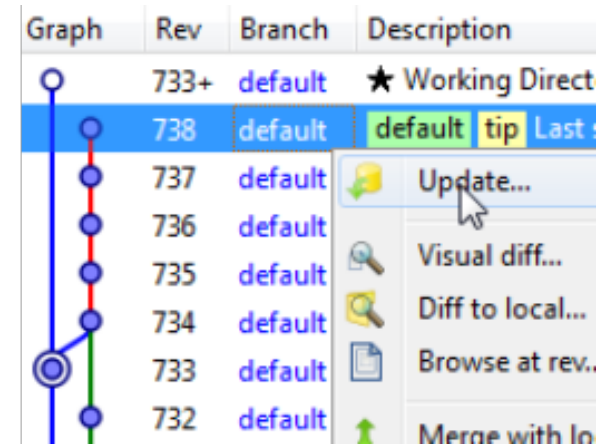 Graph Rev Branch Description
733+ default ★ Working Direct
738 default default tip Last s
737 default Update...
736 default
735 default Visual diff...
734 default Diff to local...
733 default Browse at rev..
732 default Merge with lo